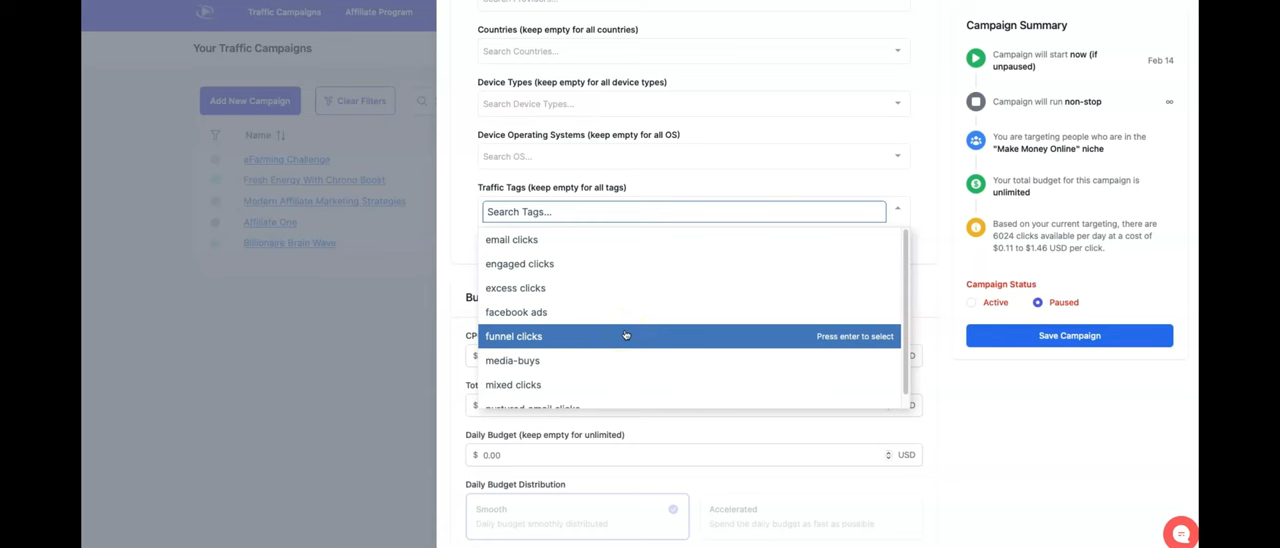 Traffic Campaigns
Affiliate Program
Your Traffic Campaigns
Add New Campaign
Clear Filters
Name
eFarming Challenge
Fresh Energy With Chrono Boost
Modern Affiliate Marketing Strategies
Affiliate One
Billionaire Brain Wave
Search Providers...
Countries (keep empty for all countries)
Search Countries...
Device Types (keep empty for all device types)
Search Device Types...
Device Operating Systems (keep empty for all OS)
Search OS...
Traffic Tags (keep empty for all tags)
Search Tags...
email clicks
engaged clicks
excess clicks
facebook ads
funnel clicks
Press enter to select
media-buys
mixed clicks
nurtured email clicks
Bu
CP
$
D
Tot
$
D
Daily Budget (keep empty for unlimited)
$ 0.00
USD
Daily Budget Distribution
Smooth
Daily budget smoothly distributed
Accelerated
Spend the daily budget as fast as possible
Campaign Summary
Campaign will start now (if
unpaused)
Feb 14
Campaign will run non-stop
∞
You are targeting people who are in the
"Make Money Online" niche
Your total budget for this campaign is
unlimited
Based on your current targeting, there are
6024 clicks available per day at a cost of
$0.11 to $1.46 USD per click.
Campaign Status
Active
Paused
Save Campaign